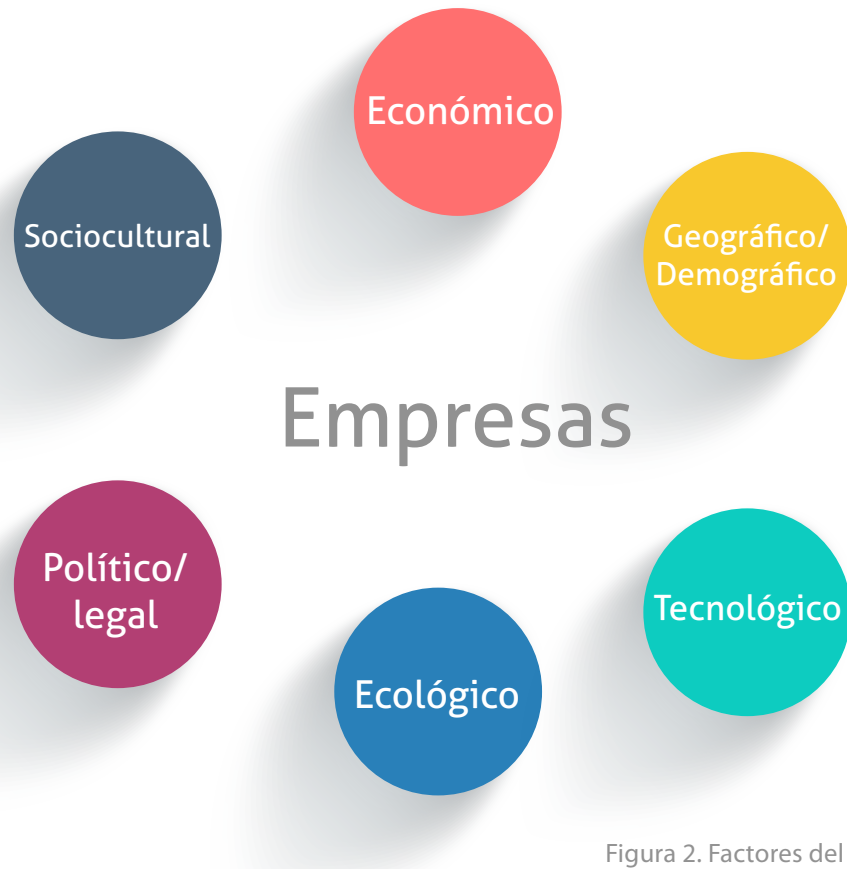 Económico
Sociocultural
Geográfico/
Demográfico
Empresas
Político/
legal
Tecnológico
Ecológico
Figura 2. Factores del